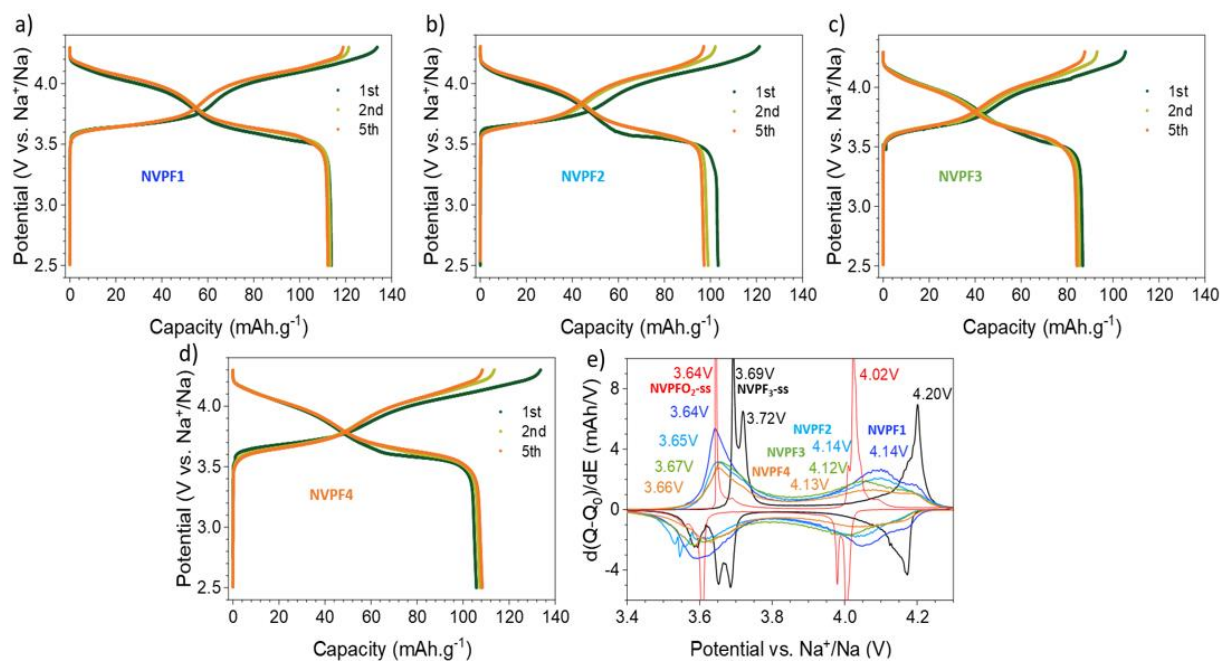 a)
Potential (V vs. Na⁺/Na)
4.0
3.5
3.0
2.5
1st
2nd
5th
NVPF1
0 20 40 60 80 100 120 140
Capacity (mAh.g⁻¹)
b)
Potential (V vs. Na⁺/Na)
4.0
3.5
3.0
2.5
1st
2nd
5th
NVPF2
0 20 40 60 80 100 120 140
Capacity (mAh.g⁻¹)
c)
Potential (V vs. Na⁺/Na)
4.0
3.5
3.0
2.5
1st
2nd
5th
NVPF3
0 20 40 60 80 100 120 140
Capacity (mAh.g⁻¹)
d)
Potential (V vs. Na⁺/Na)
4.0
3.5
3.0
2.5
1st
2nd
5th
NVPF4
0 20 40 60 80 100 120 140
Capacity (mAh.g⁻¹)
e)
d(Q-Q₀)/dE (mAh/V)
8
4
0
-4
3.64V 3.69V 4.02V
NVPFO₂-ss NVPF₃-ss 4.20V
3.64V 3.72V
NVPF2 NVPF1
3.65V 4.14V 4.14V
NVPF3
3.67V 4.12V
NVPF4
3.66V 4.13V
3.4 3.6 3.8 4.0 4.2
Potential vs. Na⁺/Na (V)